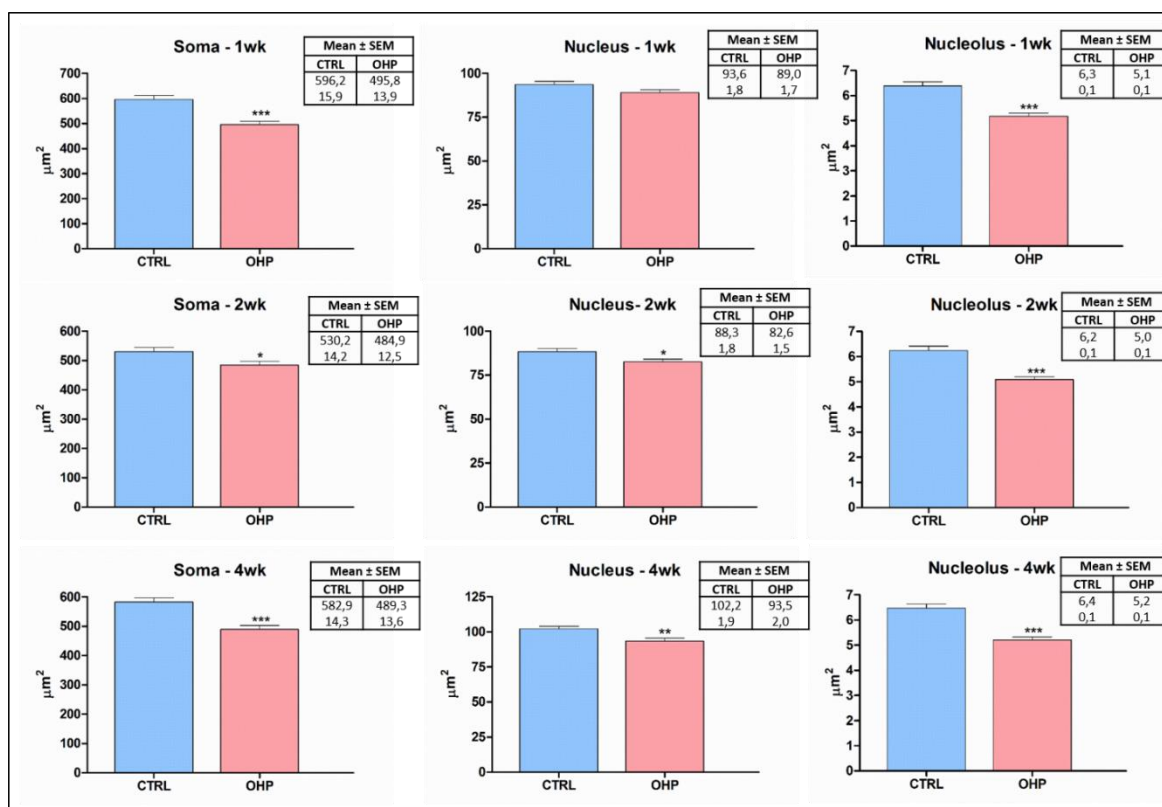 Soma - 1wk
Mean ± SEM
CTRL OHP
596,2 495,8
15,9 13,9
700
600
500
400
300
200
100
0
μm²
***
CTRL OHP
Nucleus - 1wk
Mean ± SEM
CTRL OHP
93,6 89,0
1,8 1,7
100
75
50
25
0
μm²
CTRL OHP
Nucleolus - 1wk
Mean ± SEM
CTRL OHP
6,3 5,1
0,1 0,1
7
6
5
4
3
2
1
0
μm²
***
CTRL OHP
Soma - 2wk
Mean ± SEM
CTRL OHP
530,2 484,9
14,2 12,5
600
500
400
300
200
100
0
μm²
*
CTRL OHP
Nucleus- 2wk
Mean ± SEM
CTRL OHP
88,3 82,6
1,8 1,5
100
75
50
25
0
μm²
*
CTRL OHP
Nucleolus - 2wk
Mean ± SEM
CTRL OHP
6,2 5,0
0,1 0,1
7
6
5
4
3
2
1
0
μm²
***
CTRL OHP
Soma - 4wk
Mean ± SEM
CTRL OHP
582,9 489,3
14,3 13,6
600
500
400
300
200
100
0
μm²
***
CTRL OHP
Nucleus - 4wk
Mean ± SEM
CTRL OHP
102,2 93,5
1,9 2,0
125
100
75
50
25
0
μm²
**
CTRL OHP
Nucleolus - 4wk
Mean ± SEM
CTRL OHP
6,4 5,2
0,1 0,1
7
6
5
4
3
2
1
0
μm²
***
CTRL OHP